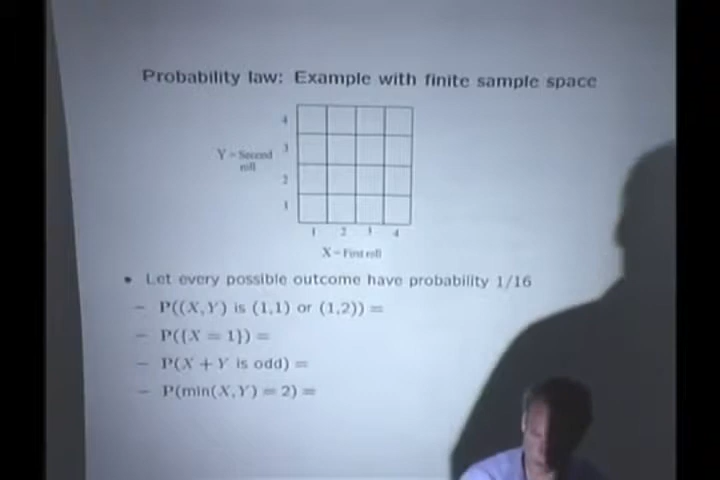 Probability law: Example with finite sample space
4
Y = Second
3
roll
2
1
1 2 3 4
X = First roll
• Let every possible outcome have probability 1/16
– P((X,Y) is (1,1) or (1,2)) =
– P({X = 1}) =
– P(X + Y is odd) =
– P(min(X,Y) = 2) =